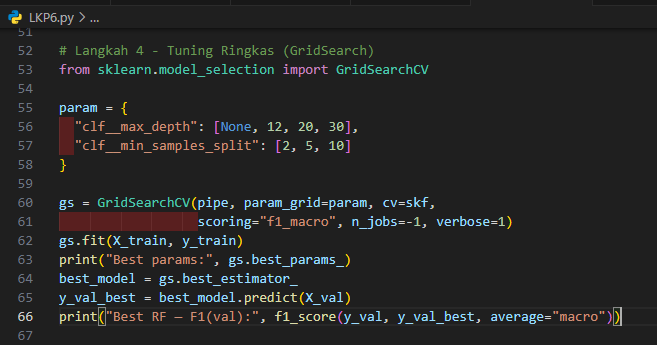 LKP6.py > ...
51
52 # Langkah 4 - Tuning Ringkas (GridSearch)
53 from sklearn.model_selection import GridSearchCV
54
55 param = {
56   "clf__max_depth": [None, 12, 20, 30],
57   "clf__min_samples_split": [2, 5, 10]
58 }
59
60 gs = GridSearchCV(pipe, param_grid=param, cv=skf,
61                   scoring="f1_macro", n_jobs=-1, verbose=1)
62 gs.fit(X_train, y_train)
63 print("Best params:", gs.best_params_)
64 best_model = gs.best_estimator_
65 y_val_best = best_model.predict(X_val)
66 print("Best RF — F1(val):", f1_score(y_val, y_val_best, average="macro"))
67